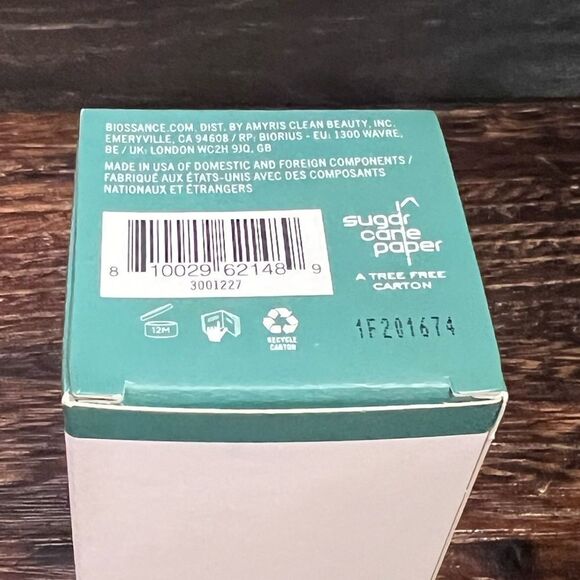 BIOSSANCE.COM. DIST. BY AMYRIS CLEAN BEAUTY, INC.
EMERYVILLE, CA 94608 / RP: BIORIUS - EU: 1300 WAVRE,
BE / UK: LONDON WC2H 9JQ, GB
MADE IN USA OF DOMESTIC AND FOREIGN COMPONENTS /
FABRIQUÉ AUX ÉTATS-UNIS AVEC DES COMPOSANTS
NATIONAUX ET ÉTRANGERS
8 10029 62148 9
3001227
sugar
cane
paper
A TREE FREE
CARTON
12M
RECYCLE
CARTON
1F201674